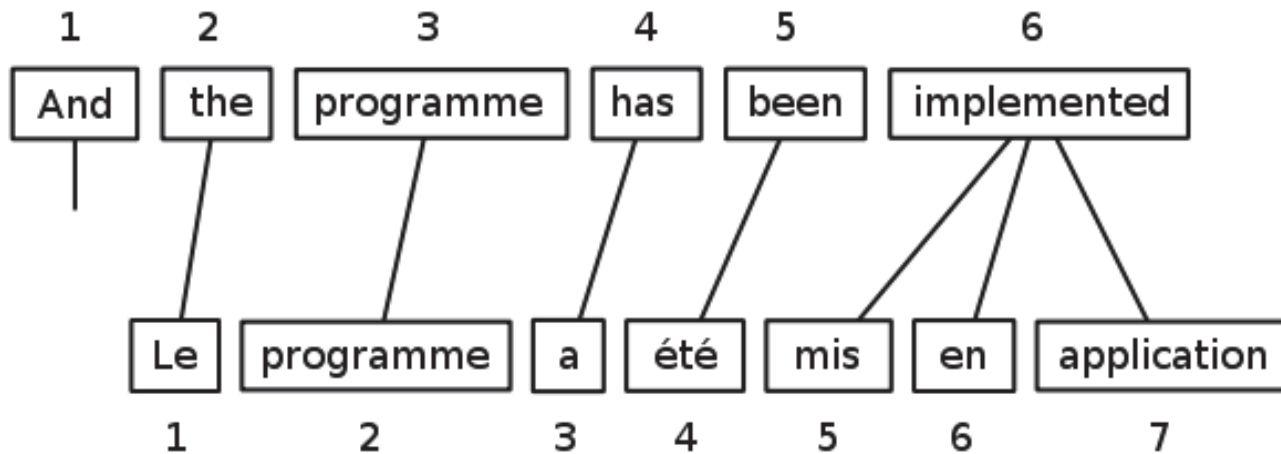 1 2 3 4 5 6
And the programme has been implemented
Le programme a été mis en application
1 2 3 4 5 6 7